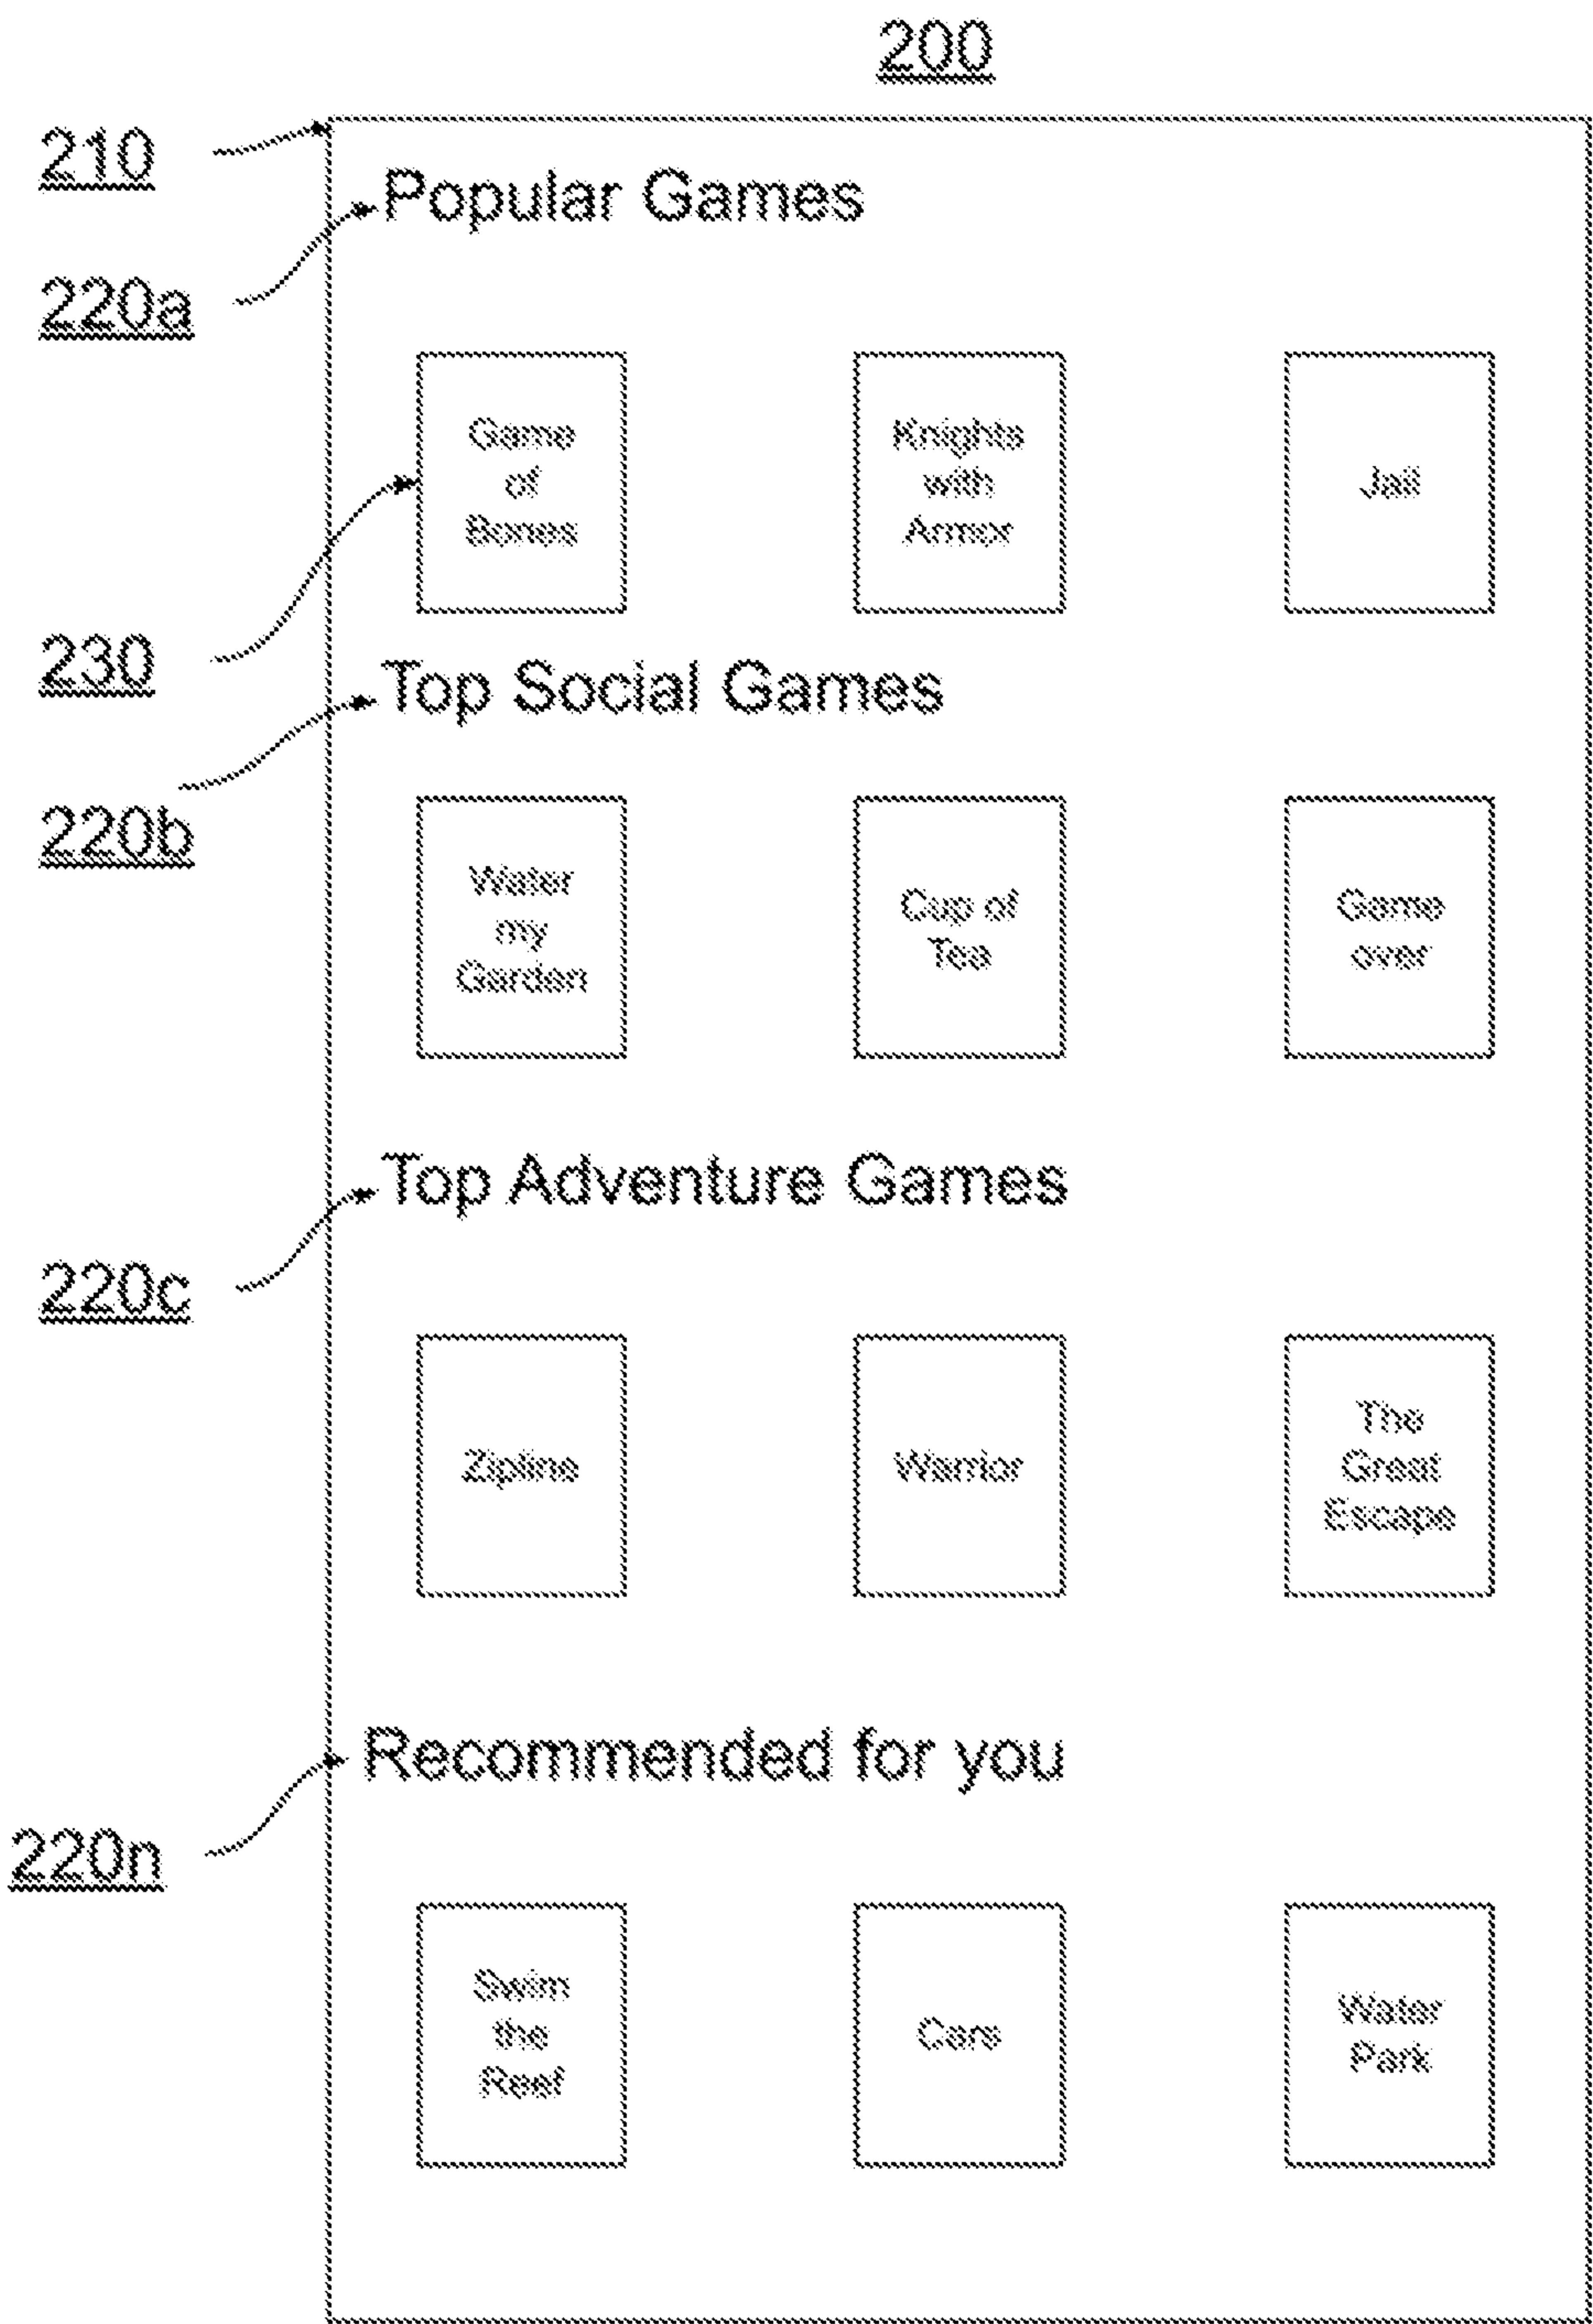 200
210
Popular Games
220a
Game
of
Bones
Knights
with
Armor
Jail
230
Top Social Games
220b
Water
my
Garden
Cup of
Tea
Game
over
Top Adventure Games
220c
Zipline
Warrior
The
Great
Escape
Recommended for you
220n
Swim
the
Reef
Cars
Water
Park